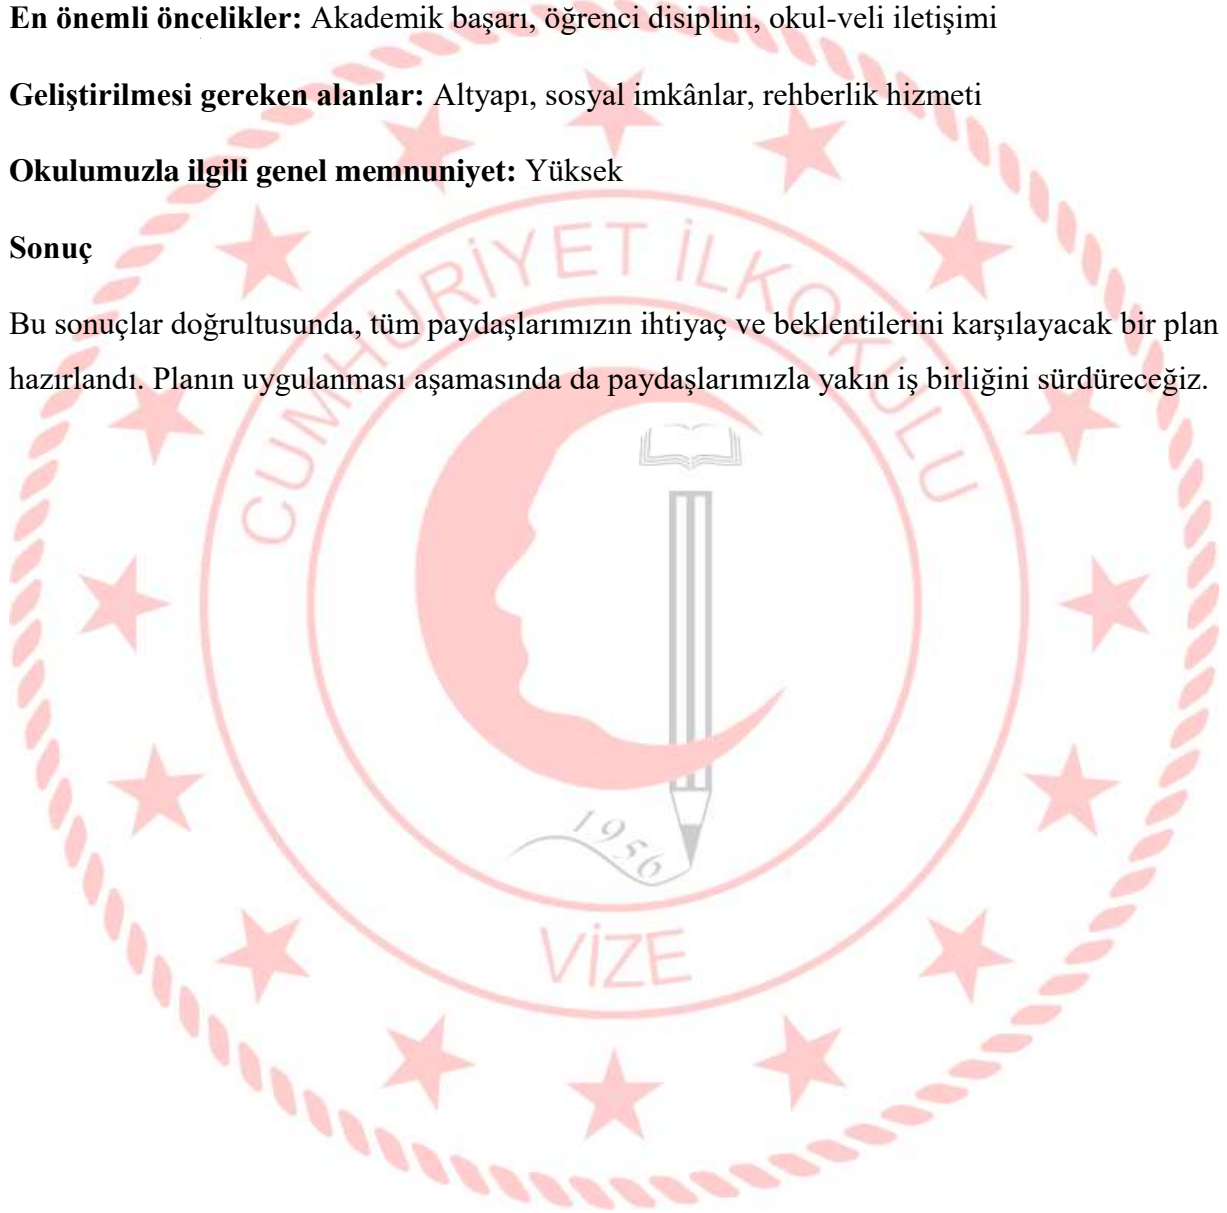 En önemli öncelikler: Akademik başarı, öğrenci disiplini, okul-veli iletişimi
Geliştirilmesi gereken alanlar: Altyapı, sosyal imkânlar, rehberlik hizmeti
Okulumuzla ilgili genel memnuniyet: Yüksek
Sonuç
Bu sonuçlar doğrultusunda, tüm paydaşlarımızın ihtiyaç ve beklentilerini karşılayacak bir plan
hazırlandı. Planın uygulanması aşamasında da paydaşlarımızla yakın iş birliğini sürdüreceğiz.
CUMHURİYET İLKOKULU
1956
VİZE